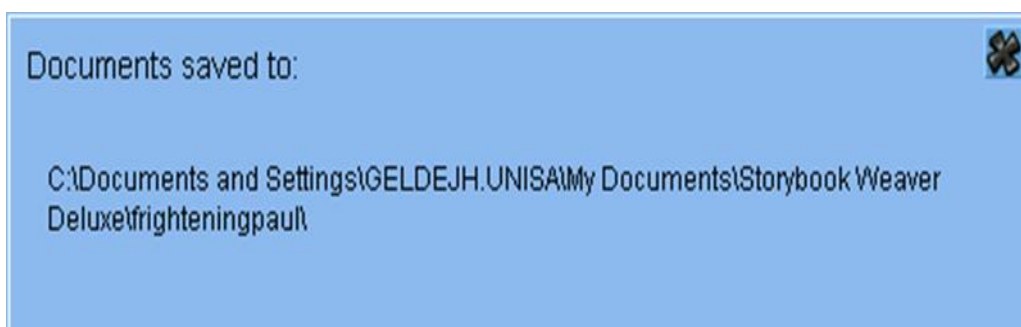 Documents saved to:
C:\Documents and Settings\GELDEJH.UNISA\My Documents\Storybook Weaver
Deluxe\frighteningpaul\